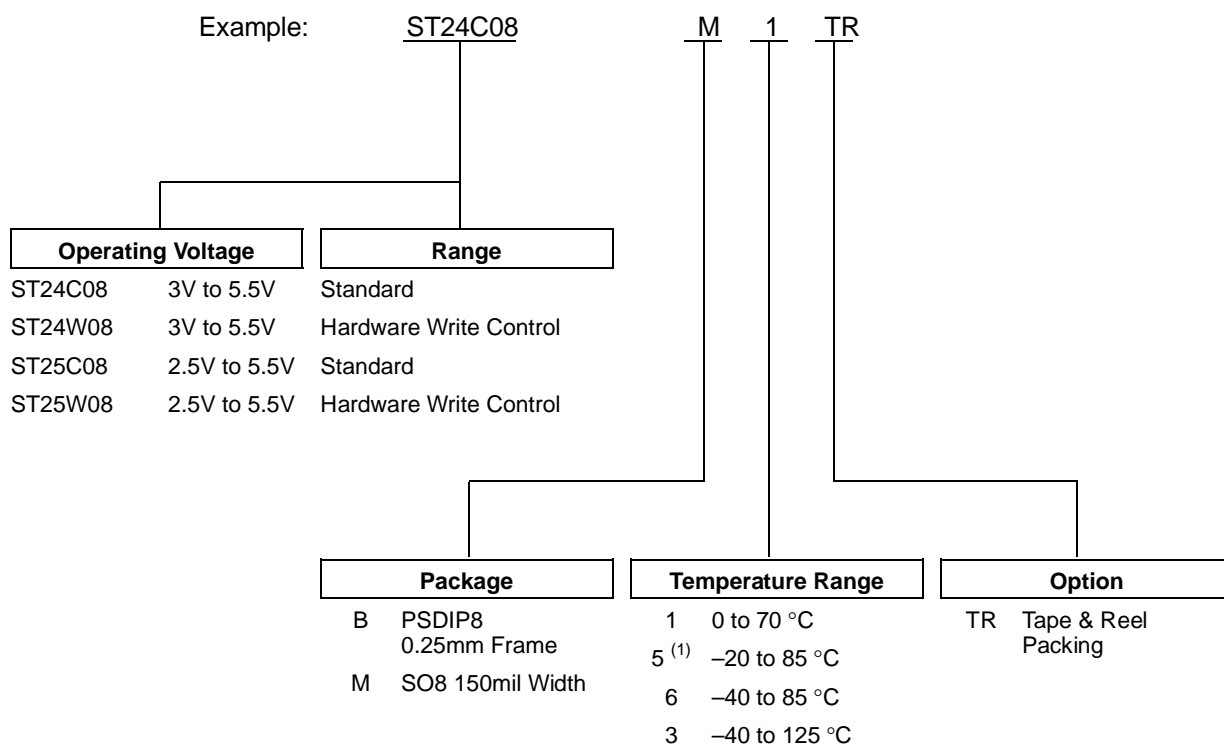 Example: ST24C08 M 1 TR
Operating Voltage Range
ST24C08 3V to 5.5V Standard
ST24W08 3V to 5.5V Hardware Write Control
ST25C08 2.5V to 5.5V Standard
ST25W08 2.5V to 5.5V Hardware Write Control
Package Temperature Range Option
B PSDIP8 1 0 to 70 °C TR Tape & Reel
0.25mm Frame 5 (1) –20 to 85 °C Packing
M SO8 150mil Width 6 –40 to 85 °C
3 –40 to 125 °C